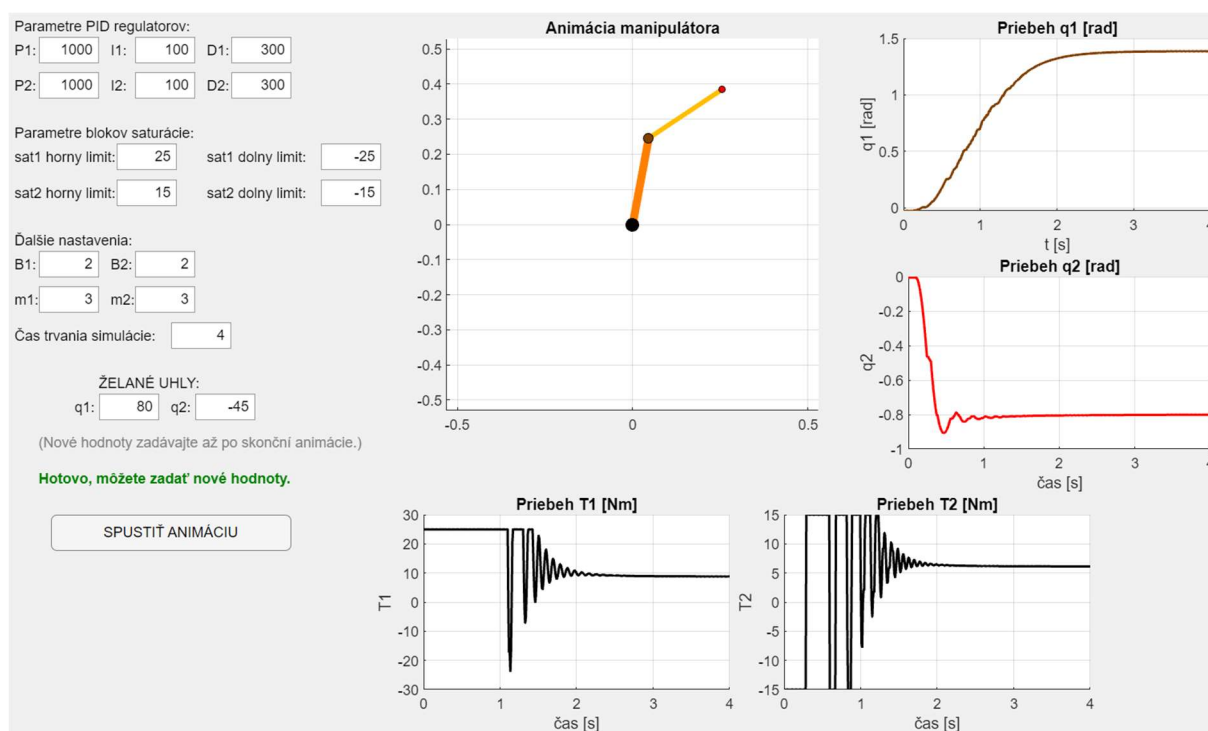 Parametre PID regulatorov:
P1: 1000 I1: 100 D1: 300
P2: 1000 I2: 100 D2: 300
Parametre blokov saturácie:
sat1 horny limit: 25 sat1 dolny limit: -25
sat2 horny limit: 15 sat2 dolny limit: -15
Ďalšie nastavenia:
B1: 2 B2: 2
m1: 3 m2: 3
Čas trvania simulácie: 4
ŽELANÉ UHLY:
q1: 80 q2: -45
(Nové hodnoty zadávajte až po skonční animácie.)
Hotovo, môžete zadať nové hodnoty.
SPUSTIŤ ANIMÁCIU
Animácia manipulátora
0.5
0.4
0.3
0.2
0.1
0
-0.1
-0.2
-0.3
-0.4
-0.5
-0.5 0 0.5
Priebeh q1 [rad]
1.5
1
0.5
0
q1 [rad]
0 1 2 3 4
t [s]
Priebeh q2 [rad]
0
-0.2
-0.4
-0.6
-0.8
-1
q2
0 1 2 3 4
čas [s]
Priebeh T1 [Nm]
30
20
10
0
-10
-20
-30
T1
0 1 2 3 4
čas [s]
Priebeh T2 [Nm]
15
10
5
0
-5
-10
-15
T2
0 1 2 3 4
čas [s]